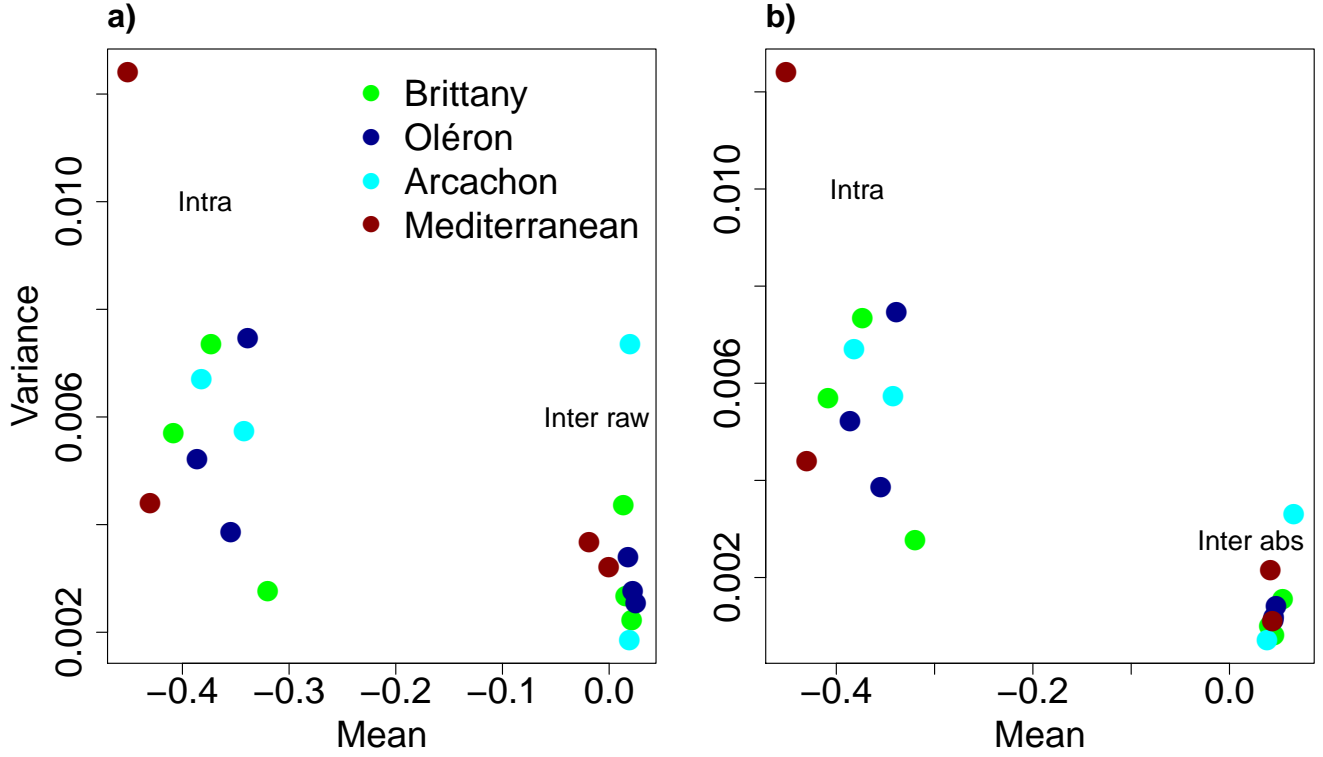 a)
Brittany
Oléron
Arcachon
Mediterranean
Intra
Inter raw
Variance
0.010
0.006
0.002
−0.4 −0.3 −0.2 −0.1 0.0
Mean
b)
Intra
Inter abs
0.010
0.006
0.002
−0.4 −0.2 0.0
Mean